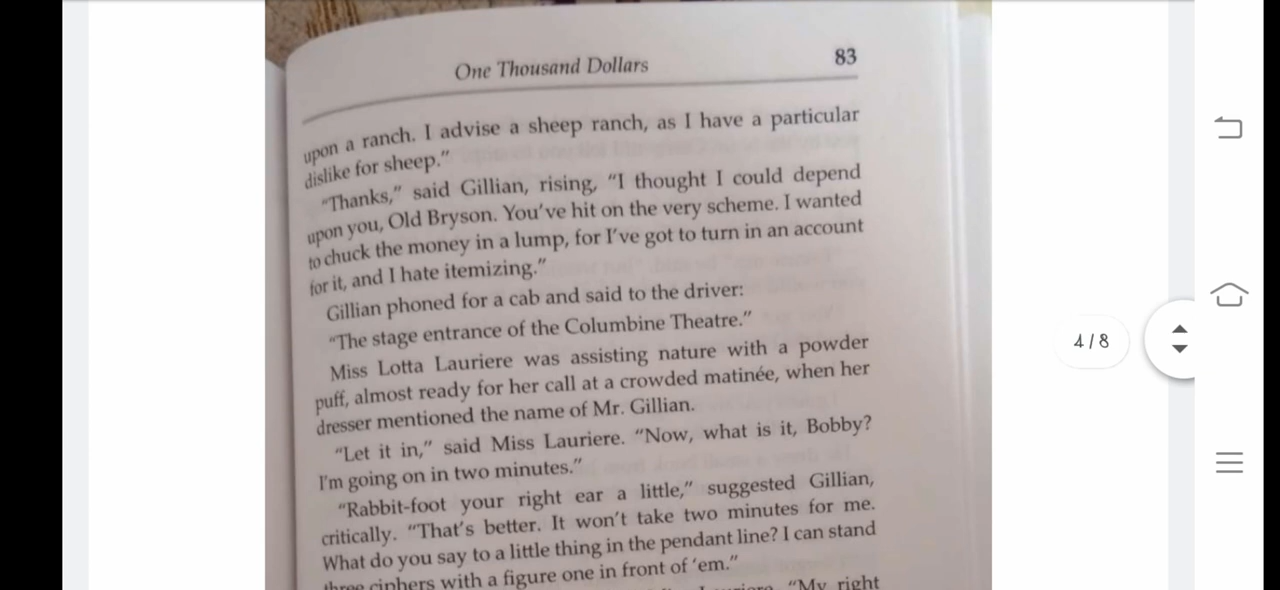 One Thousand Dollars 83
upon a ranch. I advise a sheep ranch, as I have a particular
dislike for sheep.”
“Thanks,” said Gillian, rising, “I thought I could depend
upon you, Old Bryson. You’ve hit on the very scheme. I wanted
to chuck the money in a lump, for I’ve got to turn in an account
for it, and I hate itemizing.”
Gillian phoned for a cab and said to the driver:
“The stage entrance of the Columbine Theatre.”
Miss Lotta Lauriere was assisting nature with a powder
puff, almost ready for her call at a crowded matinée, when her
dresser mentioned the name of Mr. Gillian.
“Let it in,” said Miss Lauriere. “Now, what is it, Bobby?
I’m going on in two minutes.”
“Rabbit-foot your right ear a little,” suggested Gillian,
critically. “That’s better. It won’t take two minutes for me.
What do you say to a little thing in the pendant line? I can stand
three ciphers with a figure one in front of ’em.”
“My right
4/8